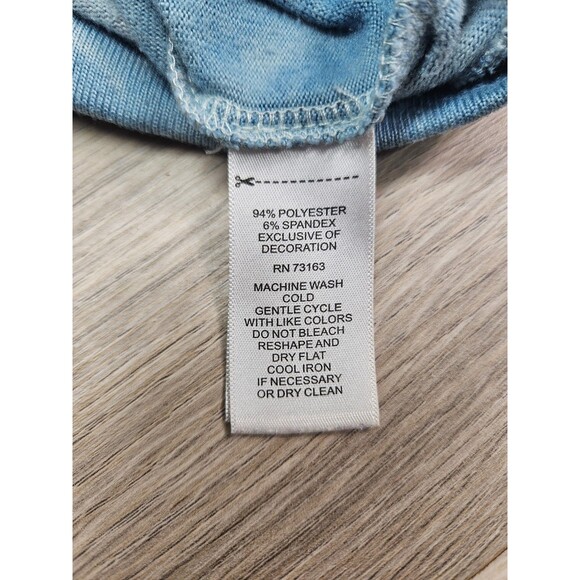 94% POLYESTER
6% SPANDEX
EXCLUSIVE OF
DECORATION
RN 73163
MACHINE WASH
COLD
GENTLE CYCLE
WITH LIKE COLORS
DO NOT BLEACH
RESHAPE AND
DRY FLAT
COOL IRON
IF NECESSARY
OR DRY CLEAN